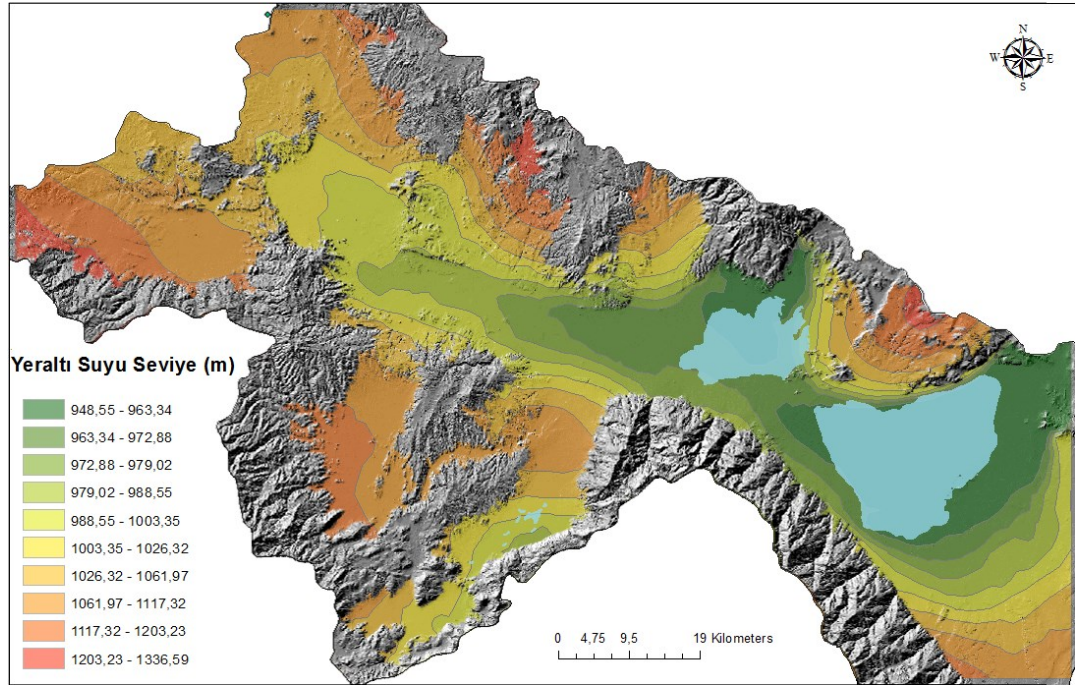 N
W E
S
Yeraltı Suyu Seviye (m)
948,55 - 963,34
963,34 - 972,88
972,88 - 979,02
979,02 - 988,55
988,55 - 1003,35
1003,35 - 1026,32
1026,32 - 1061,97
1061,97 - 1117,32
1117,32 - 1203,23
1203,23 - 1336,59
0 4,75 9,5 19 Kilometers